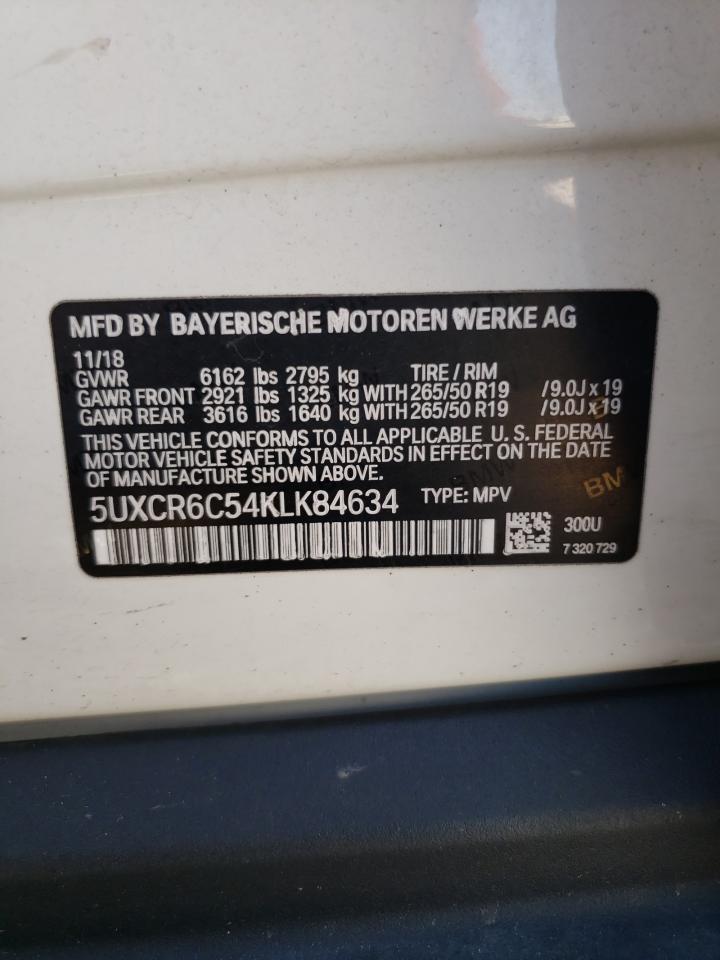 MFD BY BAYERISCHE MOTOREN WERKE AG
11/18
GVWR 6162 lbs 2795 kg TIRE / RIM
GAWR FRONT 2921 lbs 1325 kg WITH 265/50 R19 /9.0J x 19
GAWR REAR 3616 lbs 1640 kg WITH 265/50 R19 /9.0J x 19
THIS VEHICLE CONFORMS TO ALL APPLICABLE U. S. FEDERAL
MOTOR VEHICLE SAFETY STANDARDS IN EFFECT ON THE DATE
OF MANUFACTURE SHOWN ABOVE.
5UXCR6C54KLK84634 TYPE: MPV
300U
7 320 729